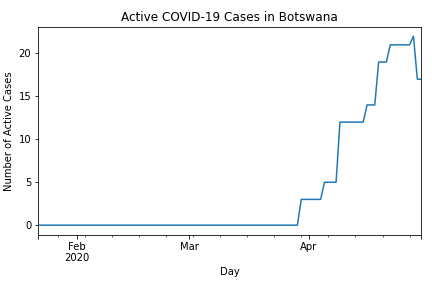 Active COVID-19 Cases in Botswana
Number of Active Cases
20
15
10
5
0
Feb
2020
Mar
Apr
Day